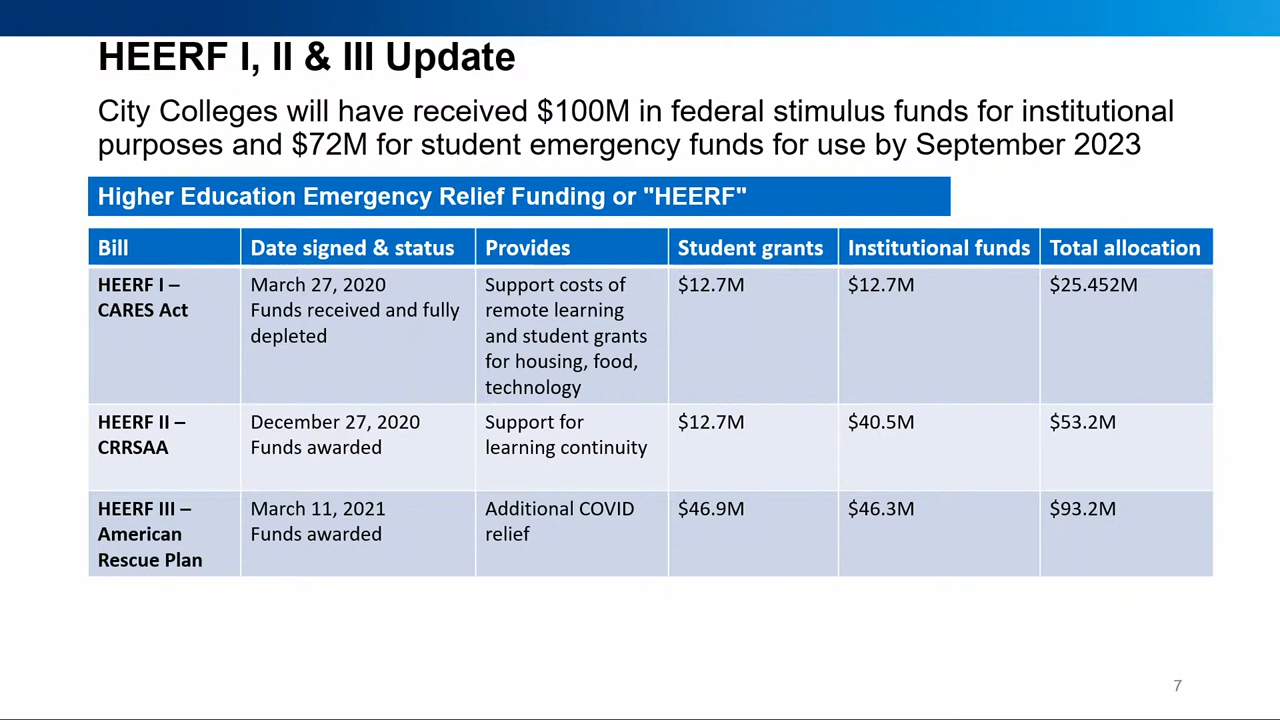 HEERF I, II & III Update
City Colleges will have received $100M in federal stimulus funds for institutional
purposes and $72M for student emergency funds for use by September 2023
Higher Education Emergency Relief Funding or "HEERF"
Bill
Date signed & status
Provides
Student grants
Institutional funds
Total allocation
HEERF I –
CARES Act
March 27, 2020
Funds received and fully
depleted
Support costs of
remote learning
and student grants
for housing, food,
technology
$12.7M
$12.7M
$25.452M
HEERF II –
CRRSAA
December 27, 2020
Funds awarded
Support for
learning continuity
$12.7M
$40.5M
$53.2M
HEERF III –
American
Rescue Plan
March 11, 2021
Funds awarded
Additional COVID
relief
$46.9M
$46.3M
$93.2M
7